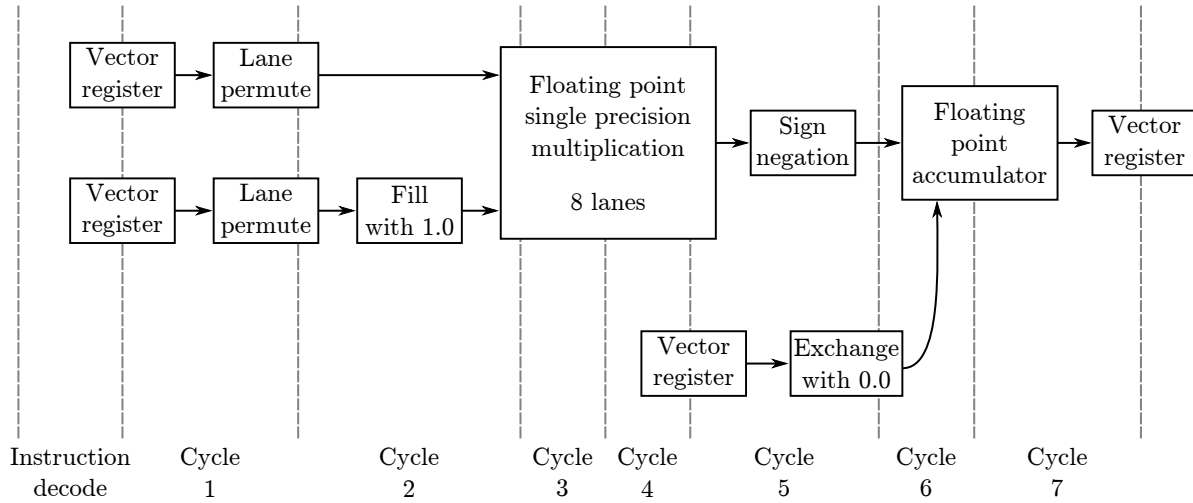 Vector
register
Lane
permute
Floating point
single precision
multiplication
8 lanes
Sign
negation
Floating
point
accumulator
Vector
register
Vector
register
Lane
permute
Fill
with 1.0
Vector
register
Exchange
with 0.0
Instruction
decode
Cycle
1
Cycle
2
Cycle
3
Cycle
4
Cycle
5
Cycle
6
Cycle
7